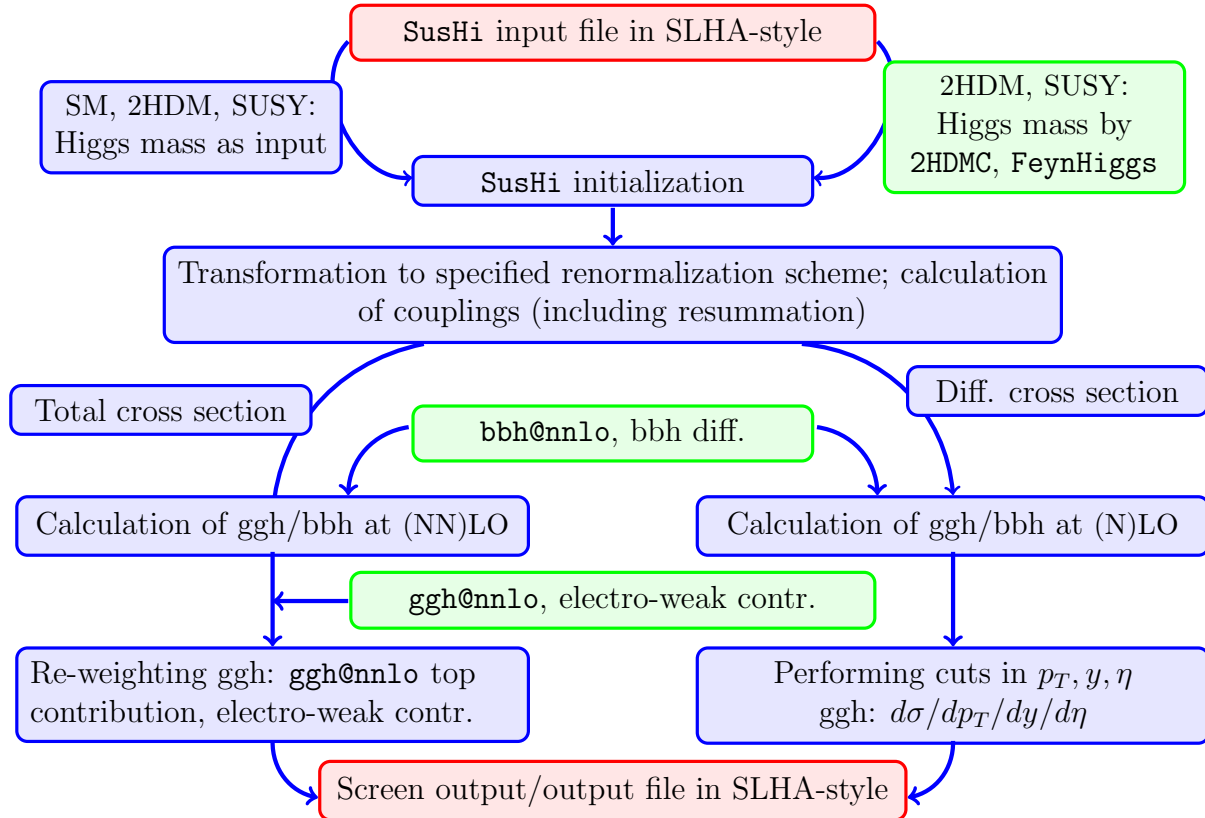 SusHi input file in SLHA-style
SM, 2HDM, SUSY:
Higgs mass as input
2HDM, SUSY:
Higgs mass by
2HDMC, FeynHiggs
SusHi initialization
Transformation to specified renormalization scheme; calculation
of couplings (including resummation)
Total cross section
Diff. cross section
bbh@nnlo, bbh diff.
Calculation of ggh/bbh at (NN)LO
Calculation of ggh/bbh at (N)LO
ggh@nnlo, electro-weak contr.
Re-weighting ggh: ggh@nnlo top
contribution, electro-weak contr.
Performing cuts in p_T, y, η
ggh: dσ/dp_T/dy/dη
Screen output/output file in SLHA-style